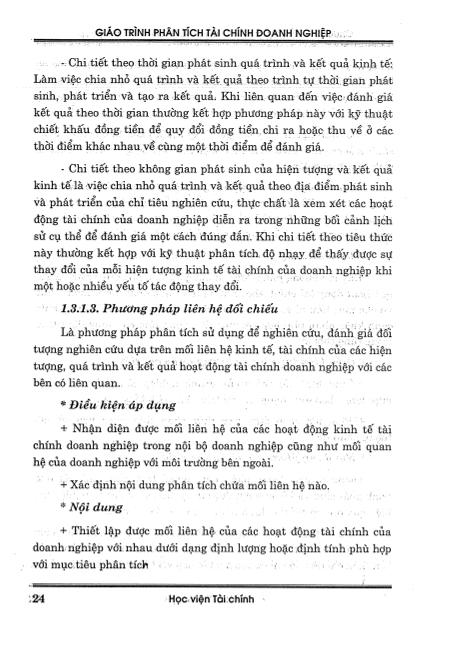 GIÁO TRÌNH PHÂN TÍCH TÀI CHÍNH DOANH NGHIỆP
- Chi tiết theo thời gian phát sinh quá trình và kết quả kinh tế:
Làm việc chia nhỏ quá trình và kết quả theo trình tự thời gian phát
sinh, phát triển và tạo ra kết quả. Khi liên quan đến việc đánh giá
kết quả theo thời gian thường kết hợp phương pháp này với kỹ thuật
chiết khấu đồng tiền để quy đổi đồng tiền chi ra hoặc thu về ở các
thời điểm khác nhau về cùng một thời điểm để đánh giá.
- Chi tiết theo không gian phát sinh của hiện tượng và kết quả
kinh tế là việc chia nhỏ quá trình và kết quả theo địa điểm phát sinh
và phát triển của chỉ tiêu nghiên cứu, thực chất là xem xét các hoạt
động tài chính của doanh nghiệp diễn ra trong những bối cảnh lịch
sử cụ thể để đánh giá một cách đúng đắn. Khi chi tiết theo tiêu thức
này thường kết hợp với kỹ thuật phân tích độ nhạy để thấy được sự
thay đổi của mỗi hiện tượng kinh tế tài chính của doanh nghiệp khi
một hoặc nhiều yếu tố tác động thay đổi.
1.3.1.3. Phương pháp liên hệ đối chiếu
Là phương pháp phân tích sử dụng để nghiên cứu, đánh giá đối
tượng nghiên cứu dựa trên mối liên hệ kinh tế, tài chính của các hiện
tượng, quá trình và kết quả hoạt động tài chính doanh nghiệp với các
bên có liên quan.
* Điều kiện áp dụng
+ Nhận diện được mối liên hệ của các hoạt động kinh tế tài
chính doanh nghiệp trong nội bộ doanh nghiệp cũng như mối quan
hệ của doanh nghiệp với môi trường bên ngoài.
+ Xác định nội dung phân tích chứa mối liên hệ nào.
* Nội dung
+ Thiết lập được mối liên hệ của các hoạt động tài chính của
doanh nghiệp với nhau dưới dạng định lượng hoặc định tính phù hợp
với mục tiêu phân tích
24 Học viện Tài chính